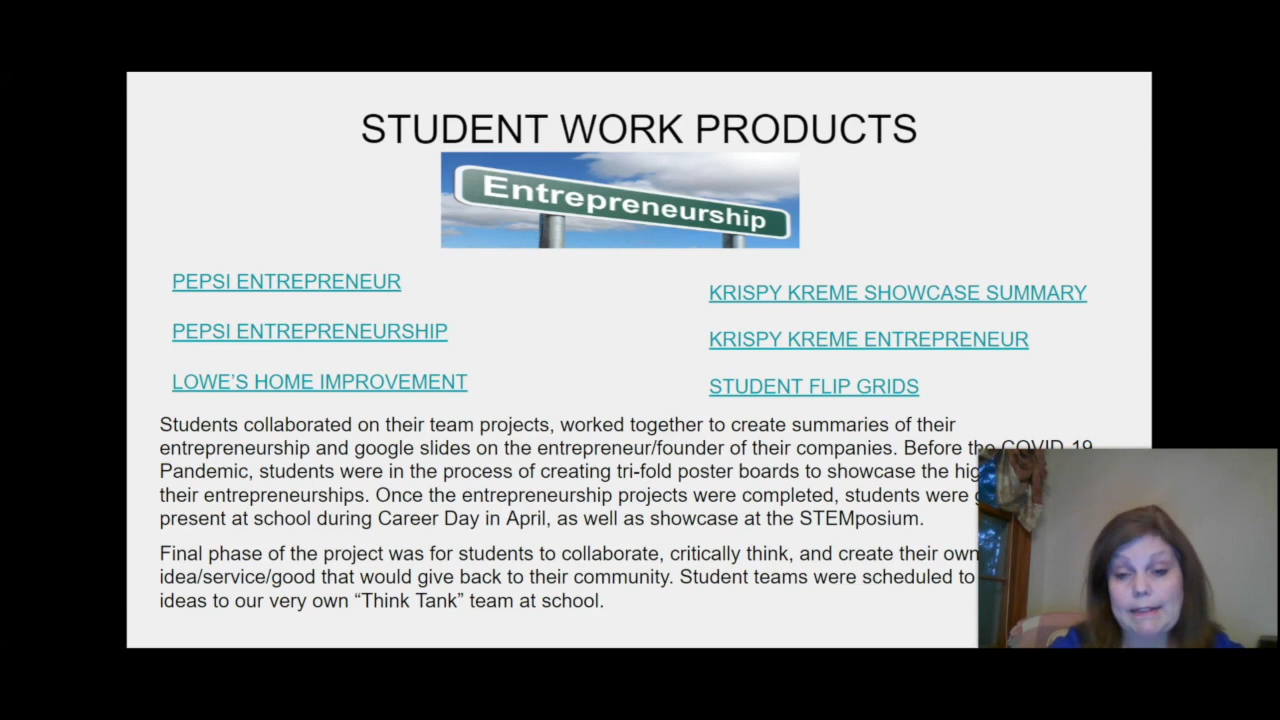 STUDENT WORK PRODUCTS
Entrepreneurship
PEPSI ENTREPRENEUR
PEPSI ENTREPRENEURSHIP
LOWE'S HOME IMPROVEMENT
KRISPY KREME SHOWCASE SUMMARY
KRISPY KREME ENTREPRENEUR
STUDENT FLIP GRIDS
Students collaborated on their team projects, worked together to create summaries of their
entrepreneurship and google slides on the entrepreneur/founder of their companies. Before the COVID-19
Pandemic, students were in the process of creating tri-fold poster boards to showcase the
their entrepreneurships. Once the entrepreneurship projects were completed, students were
present at school during Career Day in April, as well as showcase at the STEMposium.
Final phase of the project was for students to collaborate, critically think, and create their own
idea/service/good that would give back to their community. Student teams were scheduled to
ideas to our very own “Think Tank” team at school.